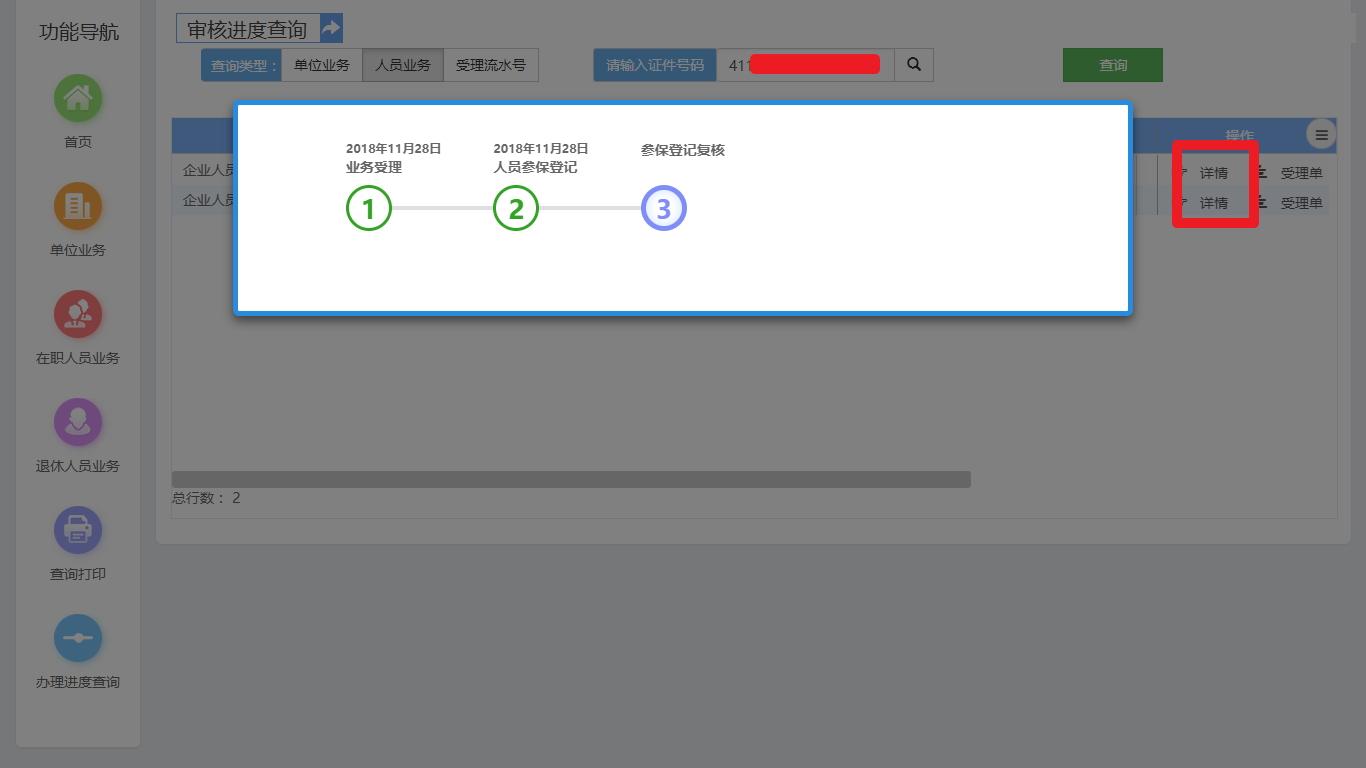 功能导航
首页
单位业务
在职人员业务
退休人员业务
查询打印
办理进度查询
审核进度查询
查询类型： 单位业务 人员业务 受理流水号 请输入证件号码 411 查询
操作
2018年11月28日 2018年11月28日 参保登记复核
业务受理 人员参保登记
1 2 3
企业人员 详情 受理单
企业人员 详情 受理单
总行数： 2